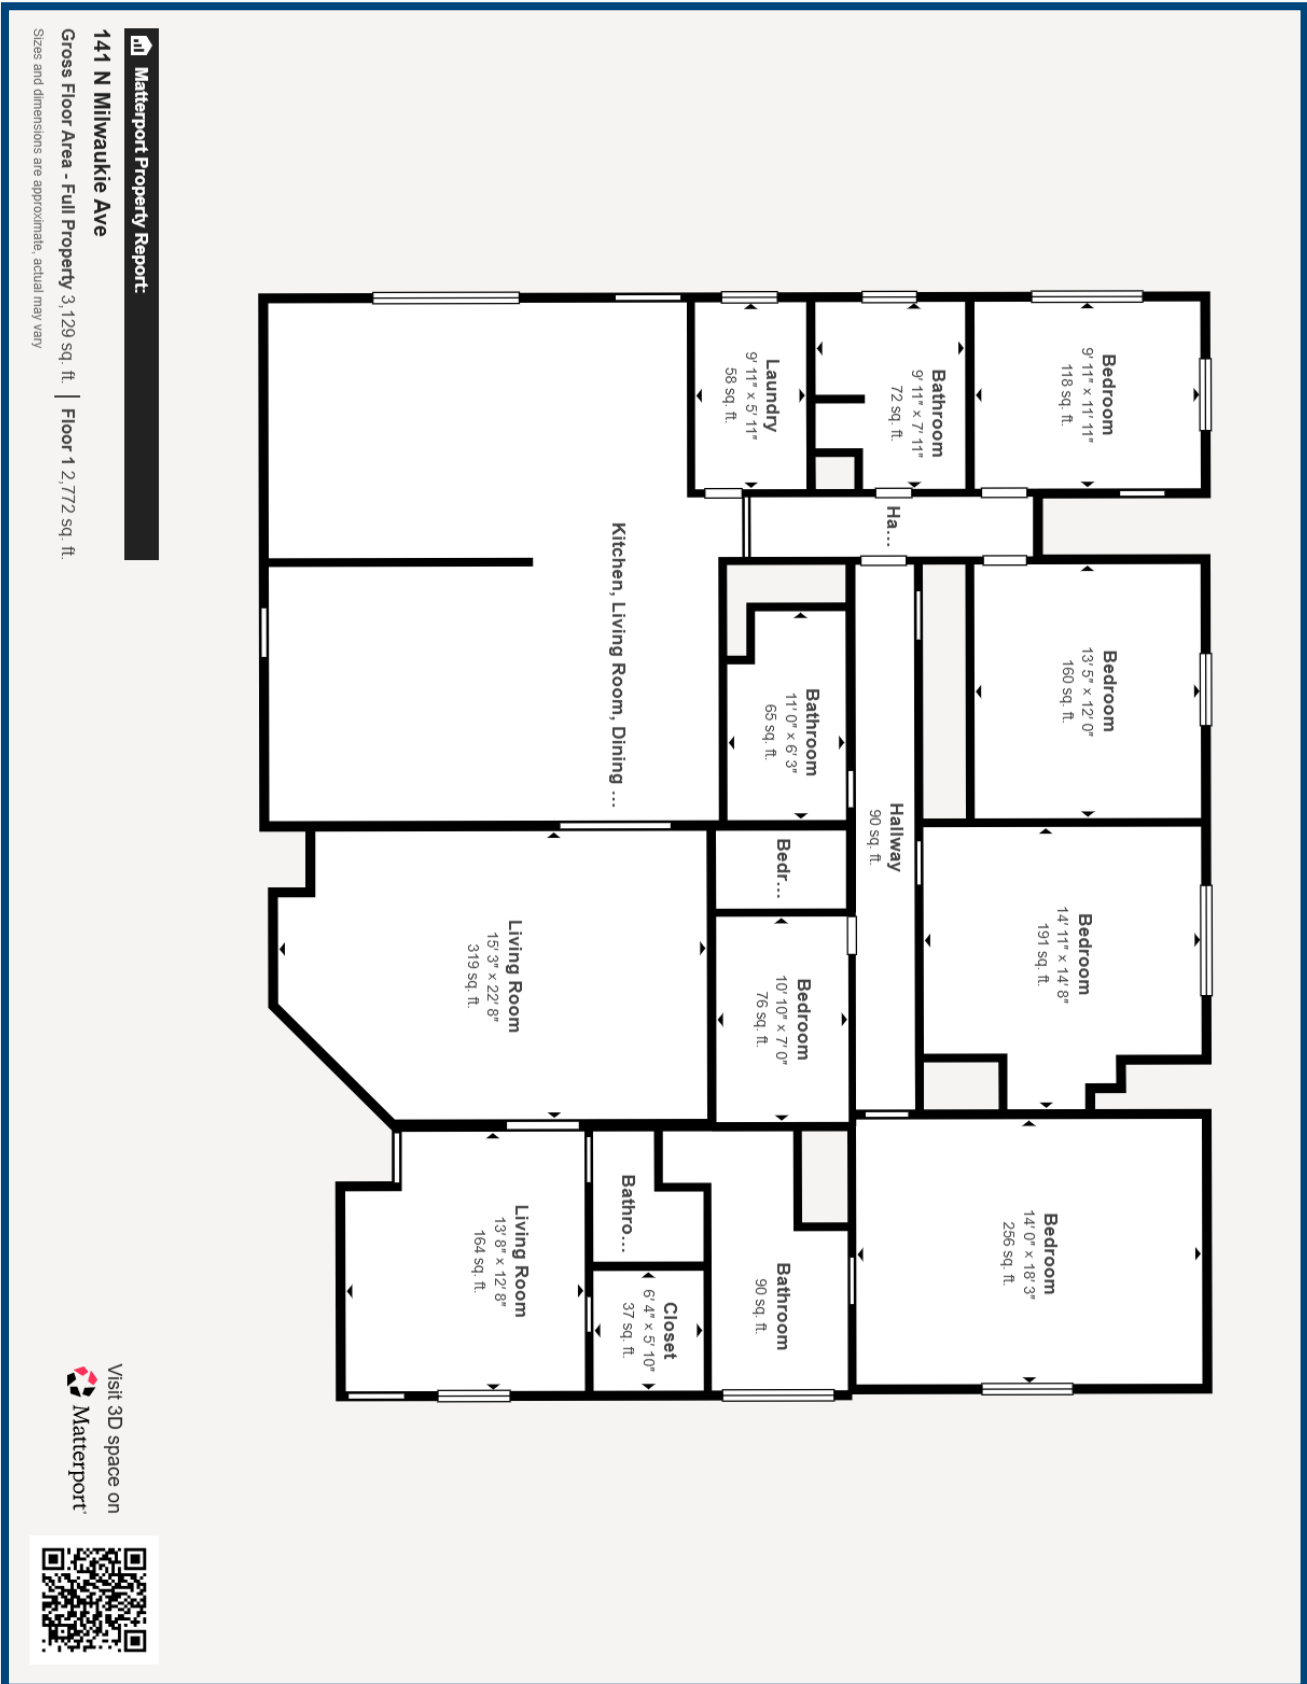 Bedroom
9' 11" x 11' 11"
118 sq. ft.
Bedroom
13' 5" x 12' 0"
160 sq. ft.
Bedroom
14' 11" x 14' 8"
191 sq. ft.
Bedroom
14' 0" x 18' 3"
256 sq. ft.
Bathroom
9' 11" x 7' 11"
72 sq. ft.
Ha...
Hallway
90 sq. ft.
Laundry
9' 11" x 5' 11"
58 sq. ft.
Bathroom
11' 0" x 6' 3"
65 sq. ft.
Bedr...
Bedroom
10' 10" x 7' 0"
76 sq. ft.
Bathroom
90 sq. ft.
Kitchen, Living Room, Dining ...
Bathro...
Closet
6' 4" x 5' 10"
37 sq. ft.
Living Room
15' 3" x 22' 8"
319 sq. ft.
Living Room
13' 8" x 12' 8"
164 sq. ft.
Matterport Property Report:
141 N Milwaukie Ave
Gross Floor Area - Full Property 3,129 sq. ft. | Floor 1 2,772 sq. ft.
Sizes and dimensions are approximate, actual may vary
Visit 3D space on
Matterport